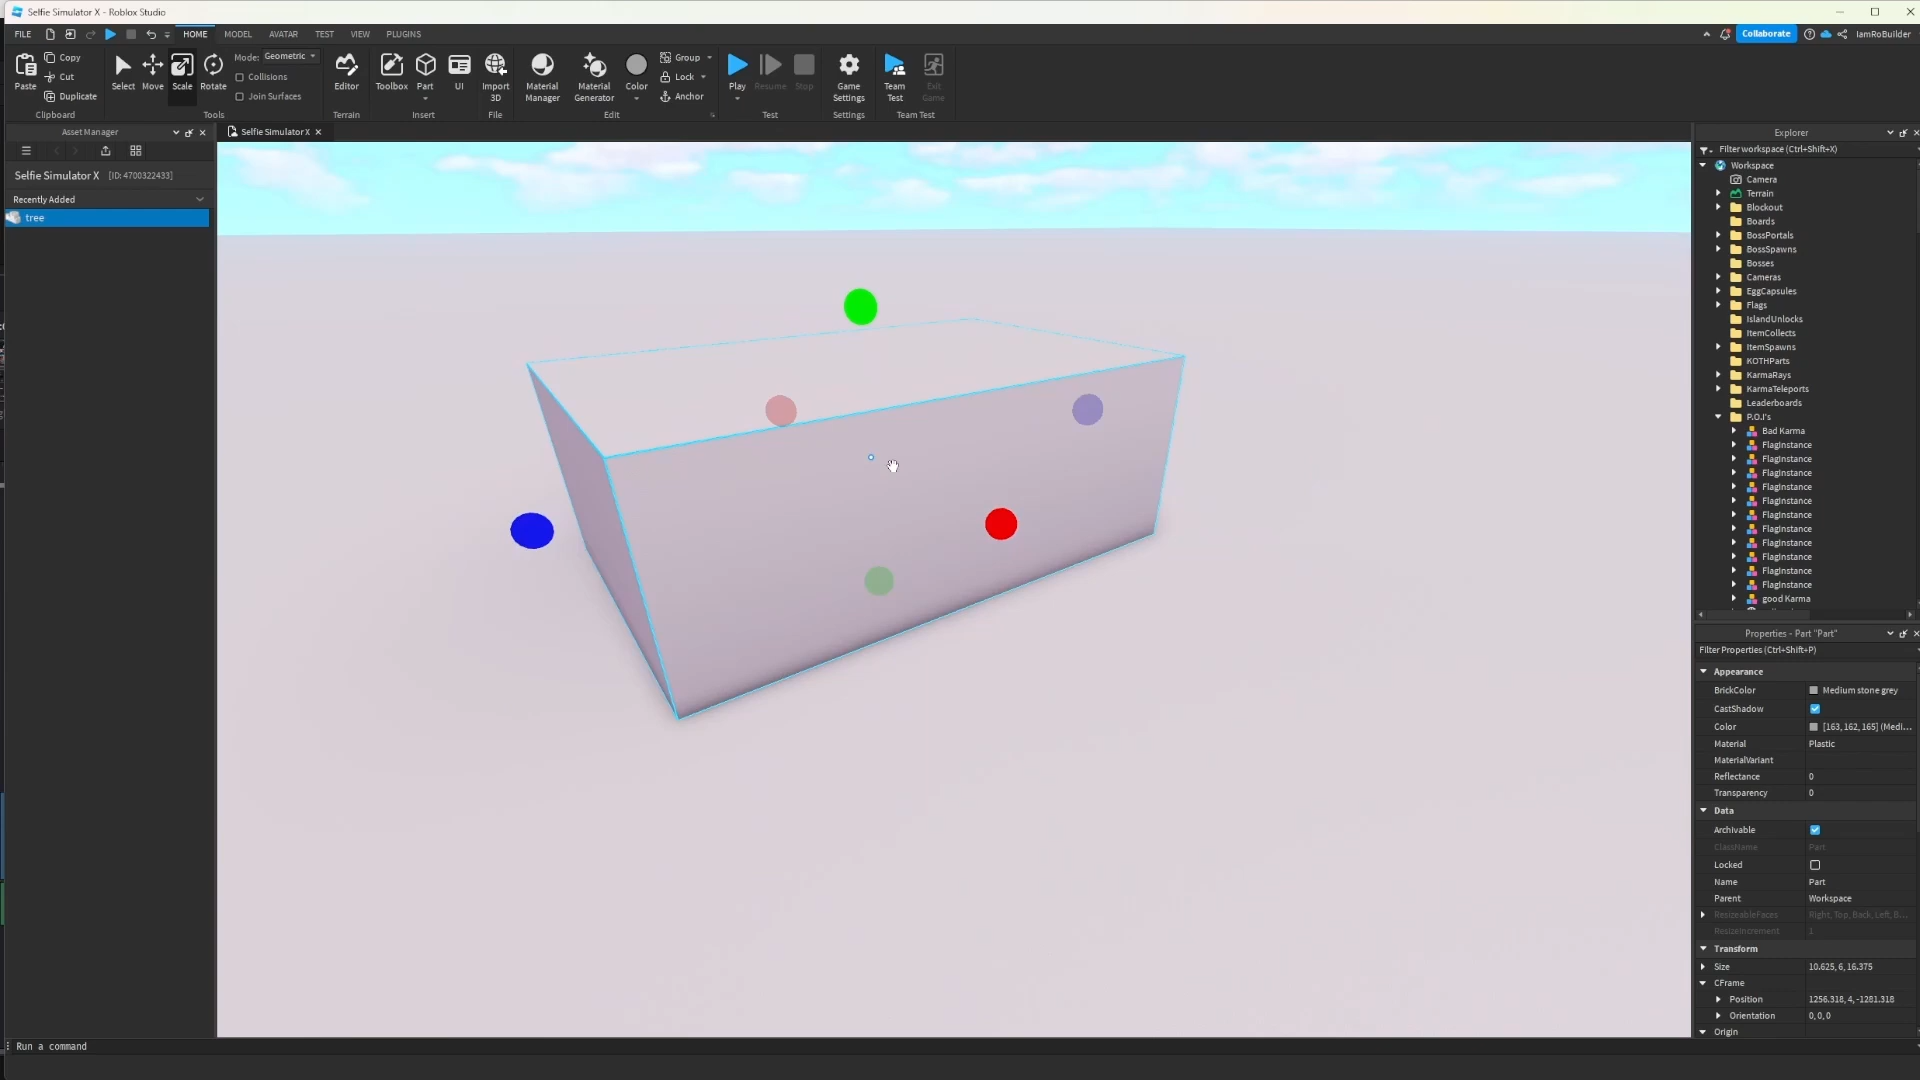 Selfie Simulator X - Roblox Studio
FILE
HOME
MODEL
AVATAR
TEST
VIEW
PLUGINS
Collaborate
IamRoBuilder
Paste
Copy
Cut
Duplicate
Clipboard
Select
Move
Scale
Rotate
Mode: Geometric
Collisions
Join Surfaces
Tools
Editor
Terrain
Toolbox
Part
UI
Insert
Import
3D
File
Material
Manager
Material
Generator
Color
Group
Lock
Anchor
Edit
Play
Resume
Stop
Test
Game
Settings
Settings
Team
Test
Exit
Game
Team Test
Asset Manager
Selfie Simulator X [ID: 4700322433]
Recently Added
tree
Selfie Simulator X
Explorer
Filter workspace (Ctrl+Shift+X)
Workspace
Camera
Terrain
Blockout
Boards
BossPortals
BossSpawns
Bosses
Cameras
EggCapsules
Flags
IslandUnlocks
ItemCollects
ItemSpawns
KOTHParts
KarmaRays
KarmaTeleports
Leaderboards
P.O.I's
Bad Karma
FlagInstance
FlagInstance
FlagInstance
FlagInstance
FlagInstance
FlagInstance
FlagInstance
FlagInstance
FlagInstance
FlagInstance
FlagInstance
good Karma
Properties - Part "Part"
Filter Properties (Ctrl+Shift+P)
Appearance
BrickColor Medium stone grey
CastShadow
Color [163, 162, 165] (Medi...
Material Plastic
MaterialVariant
Reflectance 0
Transparency 0
Data
Archivable
ClassName Part
Locked
Name Part
Parent Workspace
ResizeableFaces Right, Top, Back, Left, B...
ResizeIncrement 1
Transform
Size 10.625, 6, 16.375
CFrame
Position 1256.318, 4, -1281.318
Orientation 0, 0, 0
Origin
Run a command